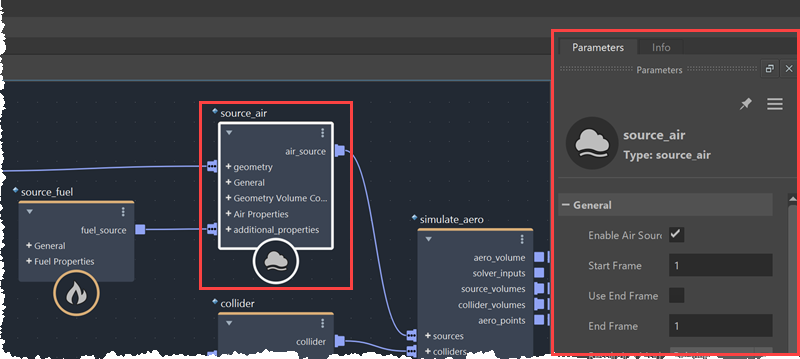 Parameters Info
Parameters
source_air
Type: source_air
General
Enable Air Sourc
Start Frame 1
Use End Frame
End Frame 1
source_air
air_source
geometry
General
Geometry Volume Co...
Air Properties
additional_properties
source_fuel
fuel_source
General
Fuel Properties
simulate_aero
aero_volume
solver_inputs
source_volumes
collider_volumes
aero_points
sources
colliders
collider
collider